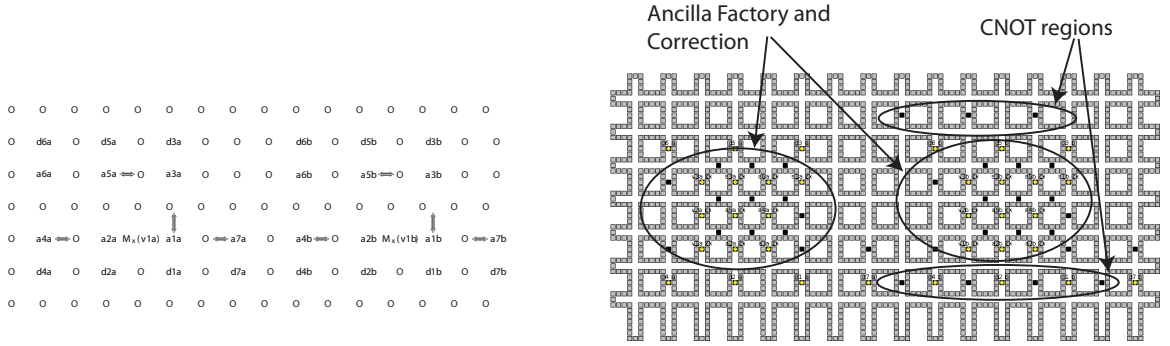 Ancilla Factory and
Correction
CNOT regions
O O O O O O O O O O O O O O O O
O d6a O d5a O d3a O O O d6b O d5b O d3b O O
O a6a O a5a O a3a O O O a6b O a5b O a3b O O
O O O O O O O O O O O O O O O O
O a4a O a2a Mx(v1a) a1a O a7a O a4b O a2b Mx(v1b) a1b O a7b
O d4a O d2a O d1a O d7a O d4b O d2b O d1b O d7b
O O O O O O O O O O O O O O O O